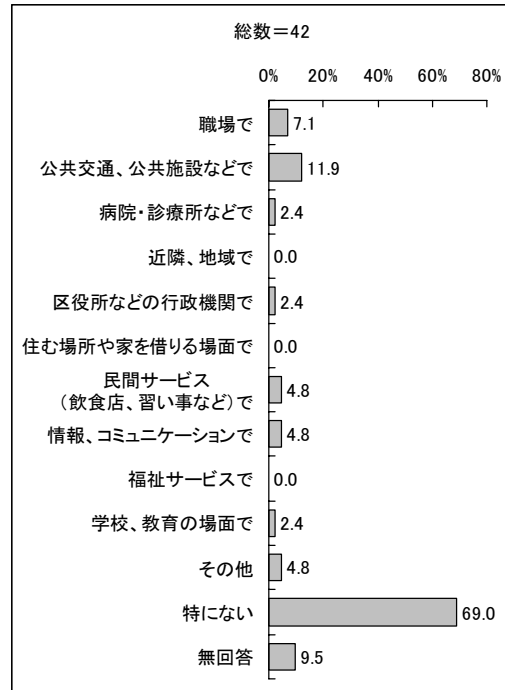 総数=42
0% 20% 40% 60% 80%
職場で 7.1
公共交通、公共施設などで 11.9
病院・診療所などで 2.4
近隣、地域で 0.0
区役所などの行政機関で 2.4
住む場所や家を借りる場面で 0.0
民間サービス
(飲食店、習い事など)で 4.8
情報、コミュニケーションで 4.8
福祉サービスで 0.0
学校、教育の場面で 2.4
その他 4.8
特にない 69.0
無回答 9.5